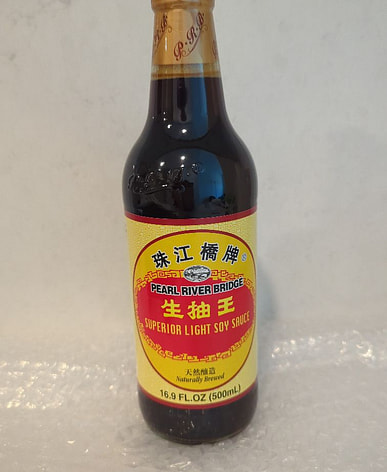 P·R·B
珠江橋牌®
PEARL RIVER BRIDGE
生抽王
SUPERIOR LIGHT SOY SAUCE
天然釀造
Naturally Brewed
16.9 FL.OZ (500mL)